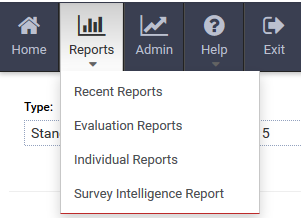 Home Reports Admin Help Exit
Recent Reports
Type:
Evaluation Reports
Stan 5
Individual Reports
Survey Intelligence Report